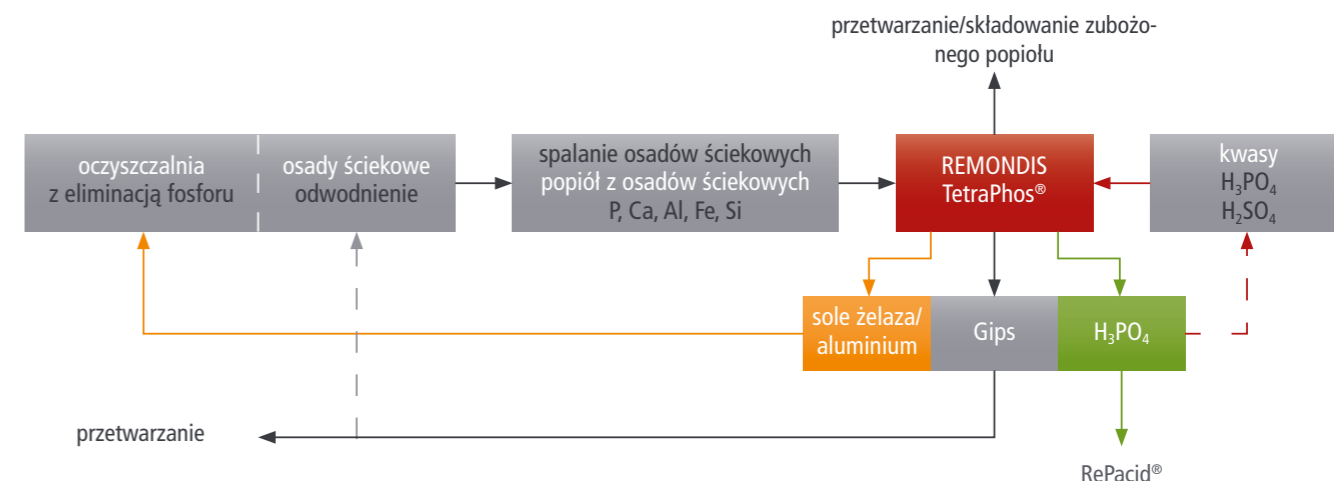 przetwarzanie/składowanie zubożo-
nego popiołu
oczyszczalnia
z eliminacją fosforu
osady ściekowe
odwodnienie
spalanie osadów ściekowych
popiół z osadów ściekowych
P, Ca, Al, Fe, Si
REMONDIS
TetraPhos®
kwasy
H₃PO₄
H₂SO₄
sole żelaza/
aluminium
Gips
H₃PO₄
przetwarzanie
RePacid®